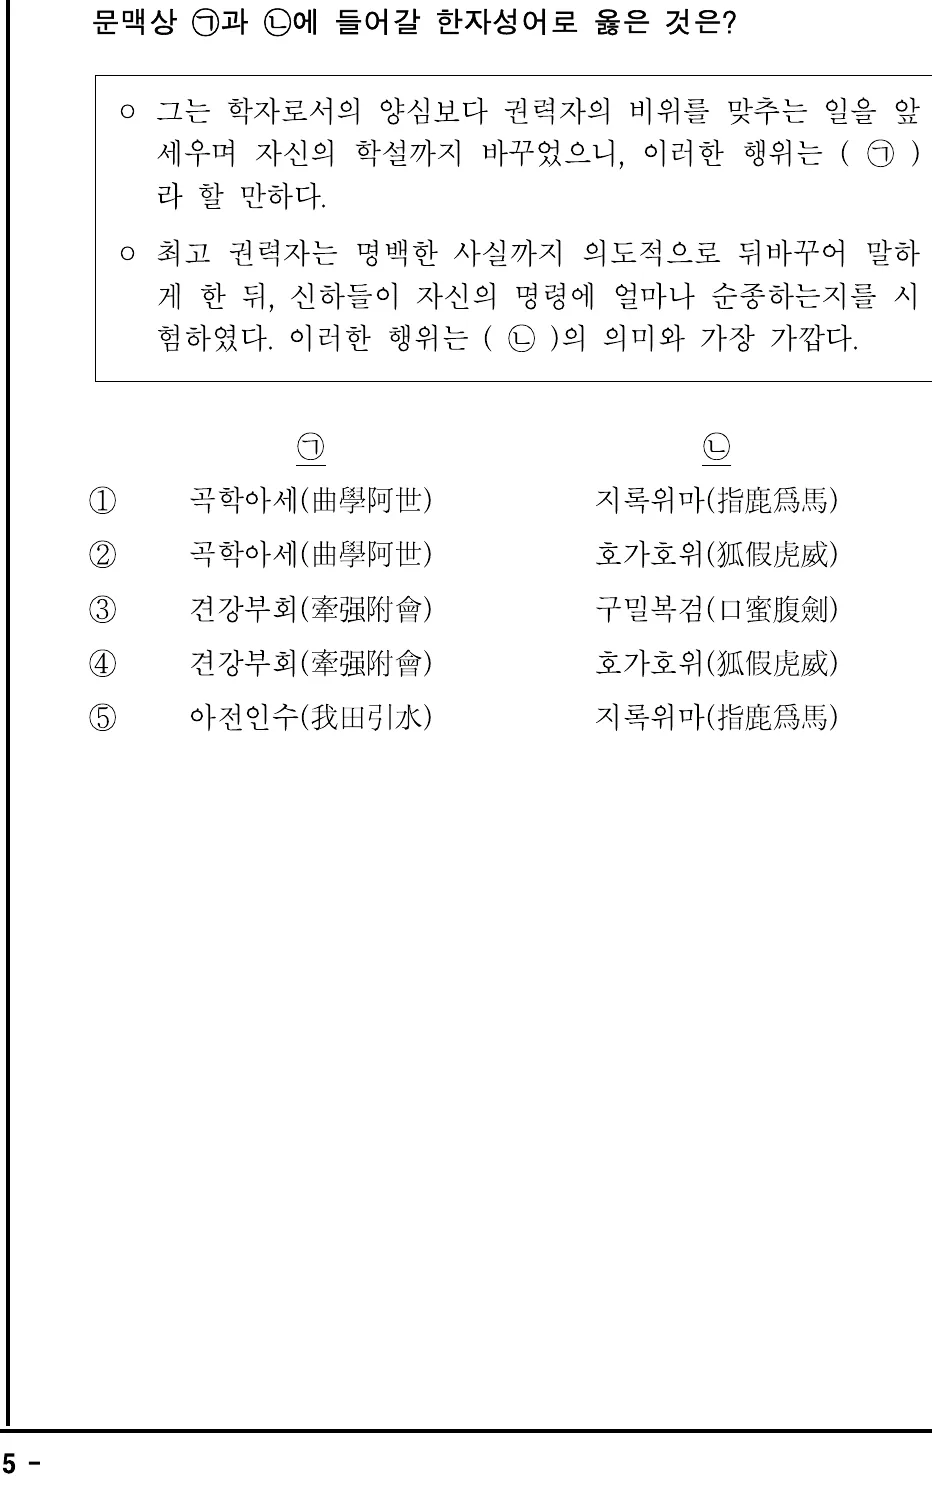 문맥상 ㉠과 ㉡에 들어갈 한자성어로 옳은 것은?
○ 그는 학자로서의 양심보다 권력자의 비위를 맞추는 일을 앞
세우며 자신의 학설까지 바꾸었으니, 이러한 행위는 ( ㉠ )
라 할 만하다.
○ 최고 권력자는 명백한 사실까지 의도적으로 뒤바꾸어 말하
게 한 뒤, 신하들이 자신의 명령에 얼마나 순종하는지를 시
험하였다. 이러한 행위는 ( ㉡ )의 의미와 가장 가깝다.
㉠ ㉡
① 곡학아세(曲學阿世) 지록위마(指鹿爲馬)
② 곡학아세(曲學阿世) 호가호위(狐假虎威)
③ 견강부회(牽强附會) 구밀복검(口蜜腹劍)
④ 견강부회(牽强附會) 호가호위(狐假虎威)
⑤ 아전인수(我田引水) 지록위마(指鹿爲馬)
5 -